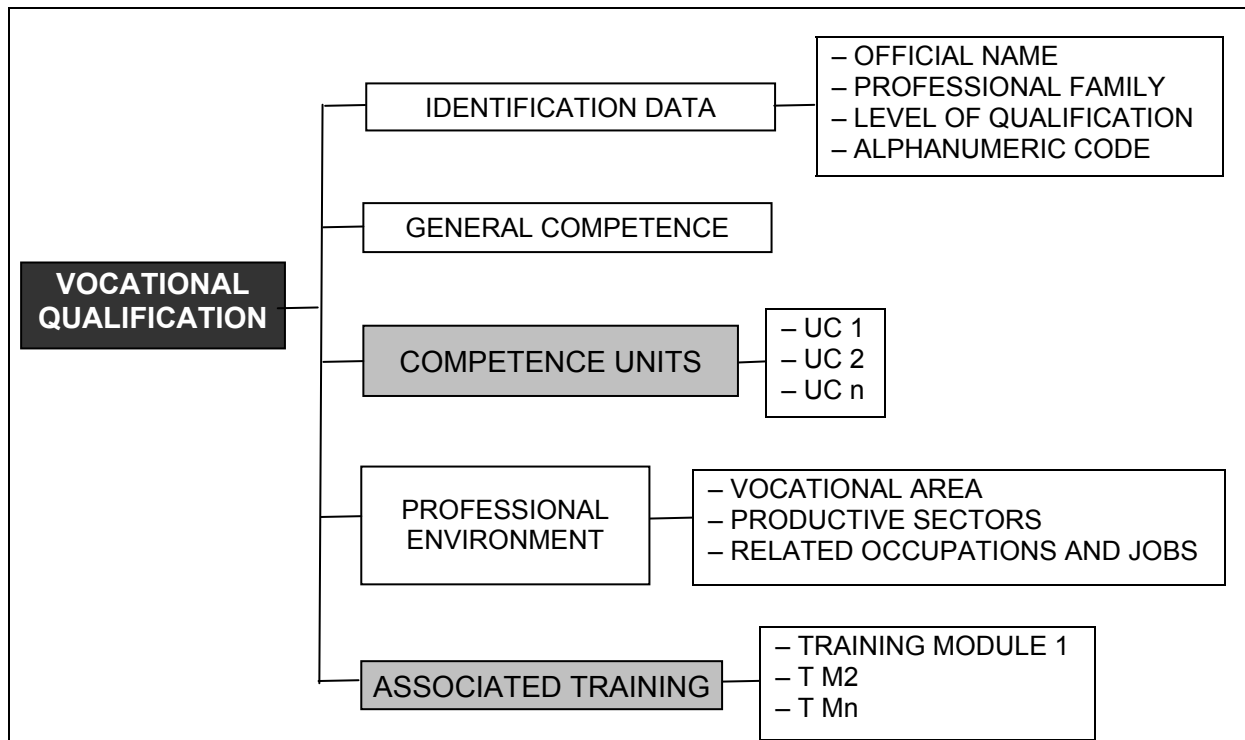 VOCATIONAL
QUALIFICATION
IDENTIFICATION DATA
– OFFICIAL NAME
– PROFESSIONAL FAMILY
– LEVEL OF QUALIFICATION
– ALPHANUMERIC CODE
GENERAL COMPETENCE
COMPETENCE UNITS
– UC 1
– UC 2
– UC n
PROFESSIONAL
ENVIRONMENT
– VOCATIONAL AREA
– PRODUCTIVE SECTORS
– RELATED OCCUPATIONS AND JOBS
ASSOCIATED TRAINING
– TRAINING MODULE 1
– T M2
– T Mn